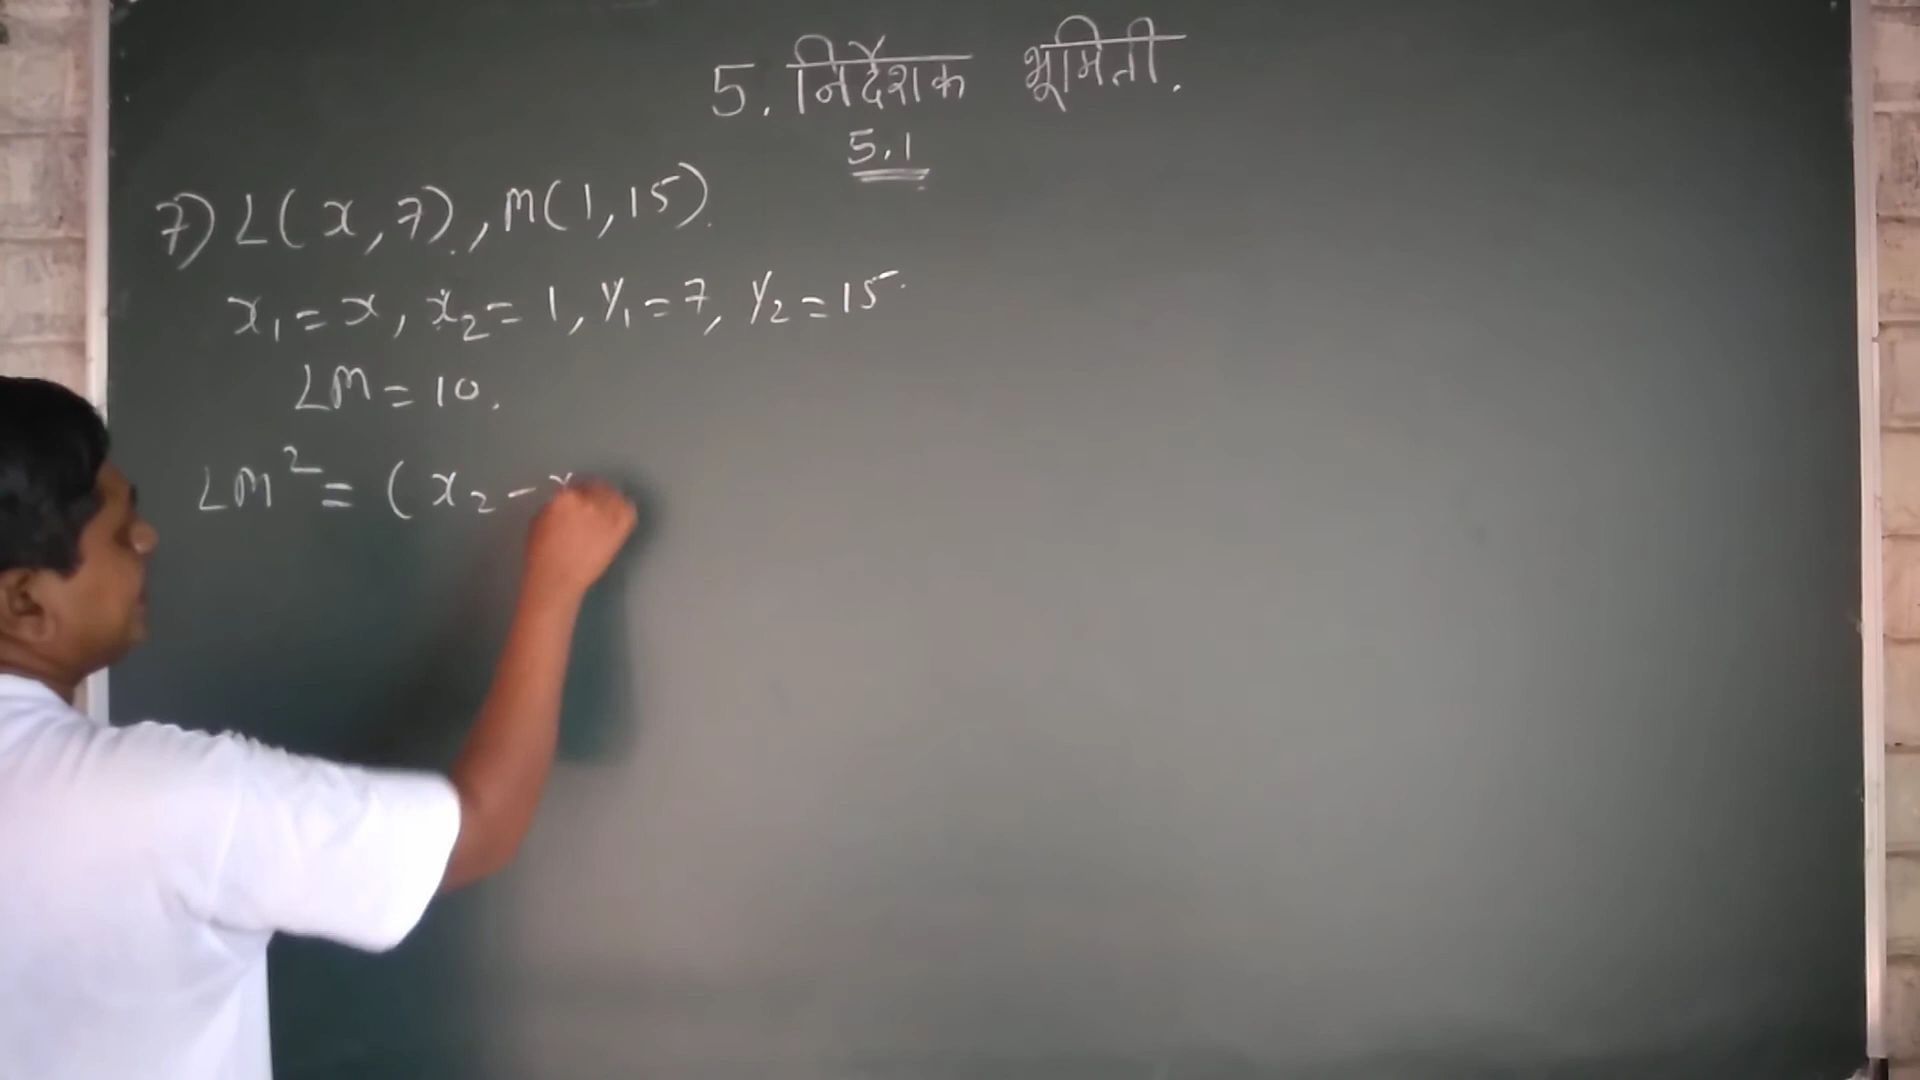 5. निर्देशक भूमिती.
5.1
7) L(x,7), M(1,15).
x₁=x, x₂=1, y₁=7, y₂=15.
LM=10.
LM²=(x₂-x